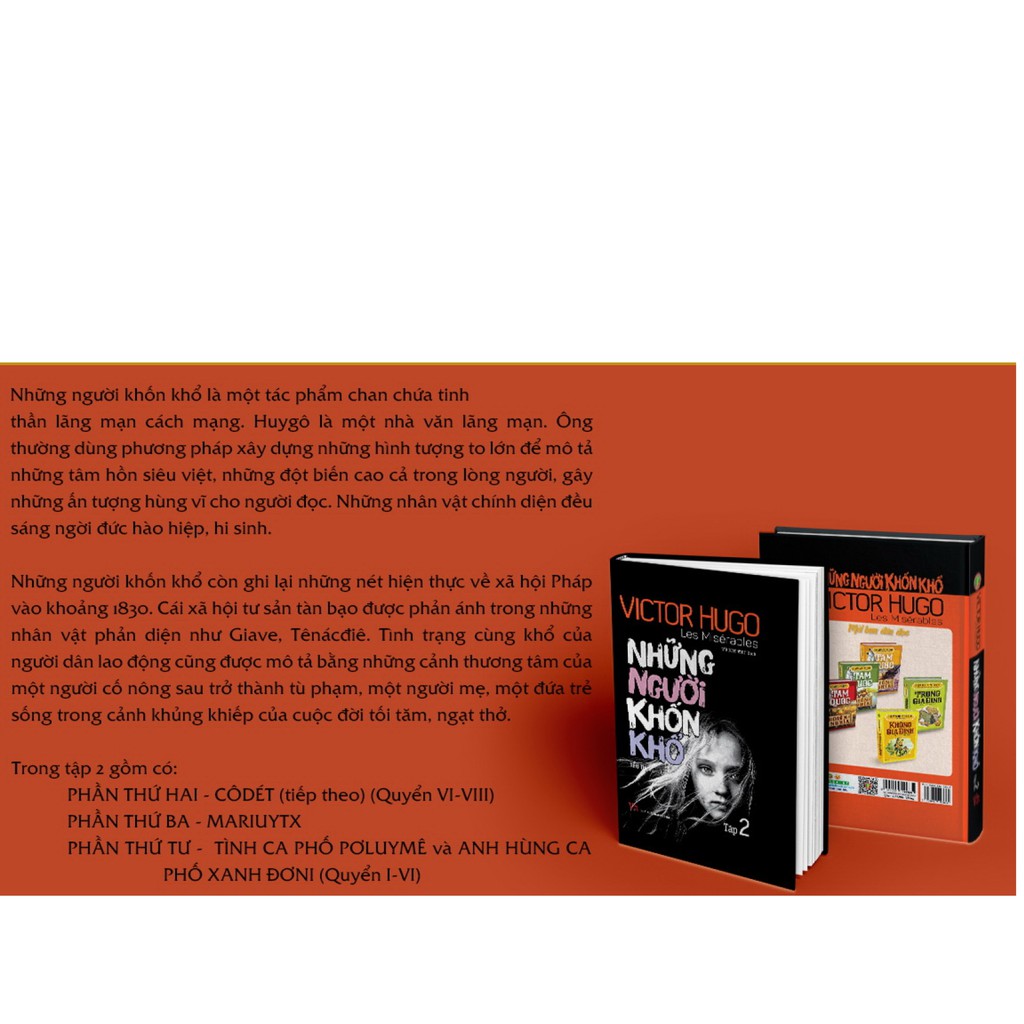 Những người khốn khổ là một tác phẩm chan chứa tinh
thần lãng mạn cách mạng. Huygô là một nhà văn lãng mạn. Ông
thường dùng phương pháp xây dựng những hình tượng to lớn để mô tả
những tâm hồn siêu việt, những đột biến cao cả trong lòng người, gây
những ấn tượng hùng vĩ cho người đọc. Những nhân vật chính diện đều
sáng ngời đức hào hiệp, hi sinh.
Những người khốn khổ còn ghi lại những nét hiện thực về xã hội Pháp
vào khoảng 1830. Cái xã hội tư sản tàn bạo được phản ánh trong những
nhân vật phản diện như Giave, Tênácđiê. Tình trạng cùng khổ của
người dân lao động cũng được mô tả bằng những cảnh thương tâm của
một người cố nông sau trở thành tù phạm, một người mẹ, một đứa trẻ
sống trong cảnh khủng khiếp của cuộc đời tối tăm, ngạt thở.
Trong tập 2 gồm có:
PHẦN THỨ HAI - CÔDÉT (tiếp theo) (Quyển VI-VIII)
PHẦN THỨ BA - MARIUYTX
PHẦN THỨ TƯ - TÌNH CA PHỐ PƠLUYMÊ và ANH HÙNG CA
PHỐ XANH ĐƠNI (Quyển I-VI)
VICTOR HUGO
Les Misérables
NHỮNG
NGƯỜI
KHỐN
KHỔ
Tập 2
NGƯỜI KHỐN KHỔ
HUGO
Les Misérables
Mời bạn tìm đọc
TRONG
GIA ĐÌNH
KHÔNG
GIA ĐÌNH